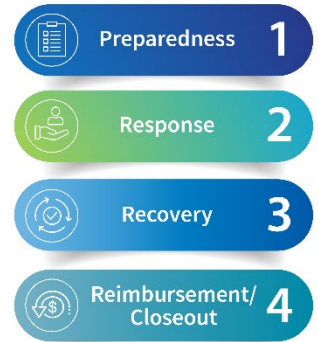 Preparedness 1
Response 2
Recovery 3
Reimbursement/
Closeout 4